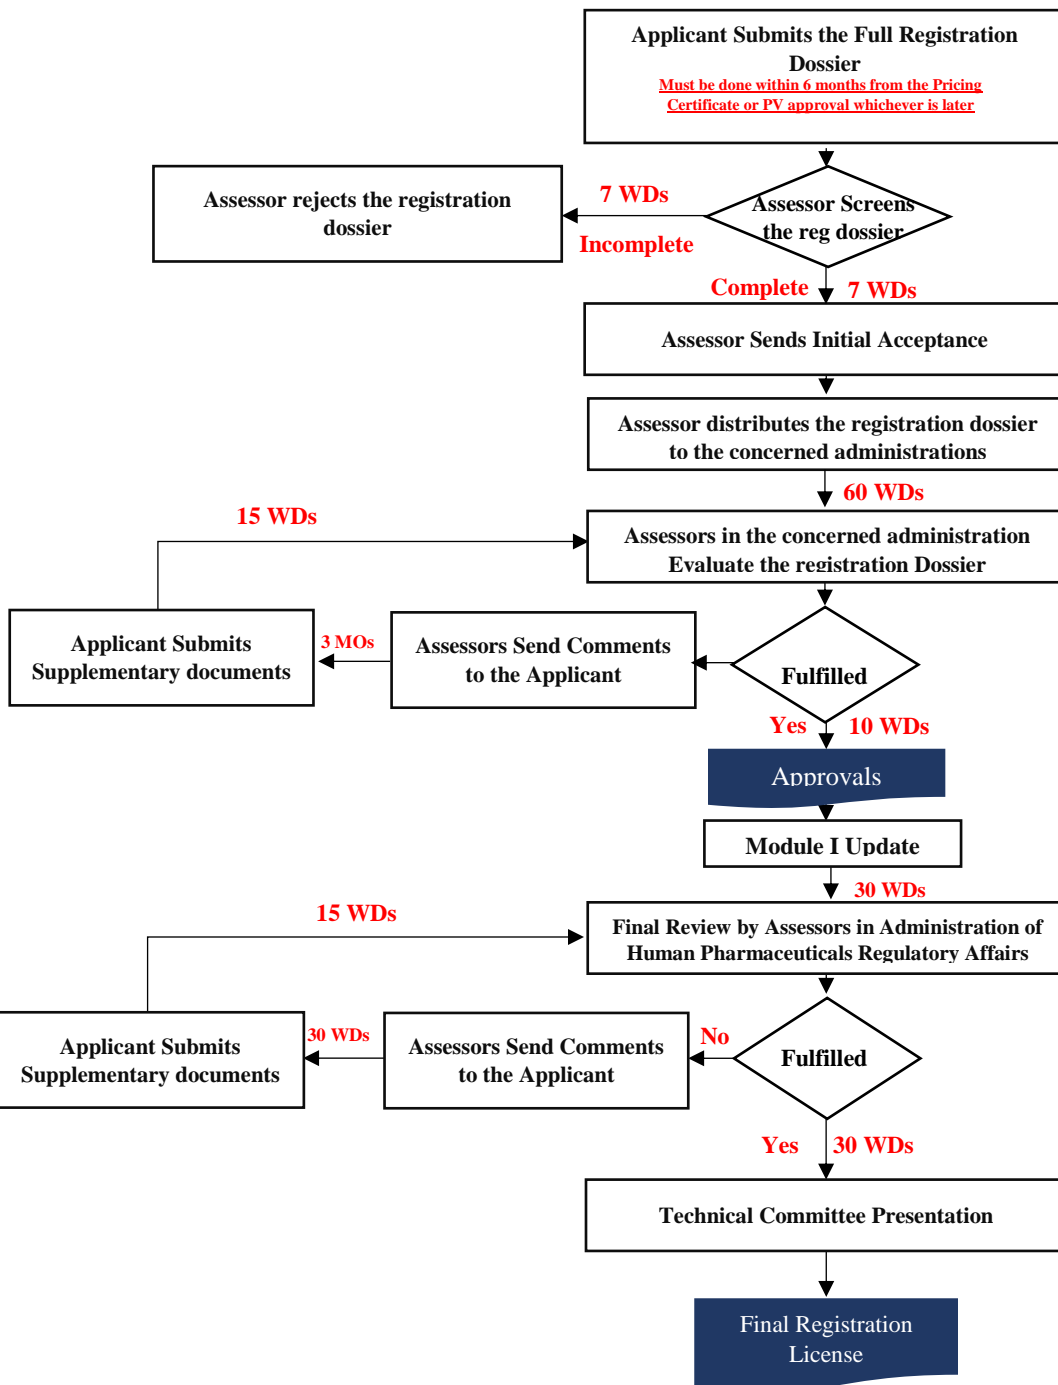 Applicant Submits the Full Registration
Dossier
Must be done within 6 months from the Pricing
Certificate or PV approval whichever is later
Assessor rejects the registration
dossier
7 WDs
Incomplete
Assessor Screens
the reg dossier
Complete
7 WDs
Assessor Sends Initial Acceptance
Assessor distributes the registration dossier
to the concerned administrations
60 WDs
15 WDs
Assessors in the concerned administration
Evaluate the registration Dossier
Applicant Submits
Supplementary documents
3 MOs
Assessors Send Comments
to the Applicant
Fulfilled
Yes
10 WDs
Approvals
Module I Update
30 WDs
15 WDs
Final Review by Assessors in Administration of
Human Pharmaceuticals Regulatory Affairs
Applicant Submits
Supplementary documents
30 WDs
Assessors Send Comments
to the Applicant
No
Fulfilled
Yes
30 WDs
Technical Committee Presentation
Final Registration
License